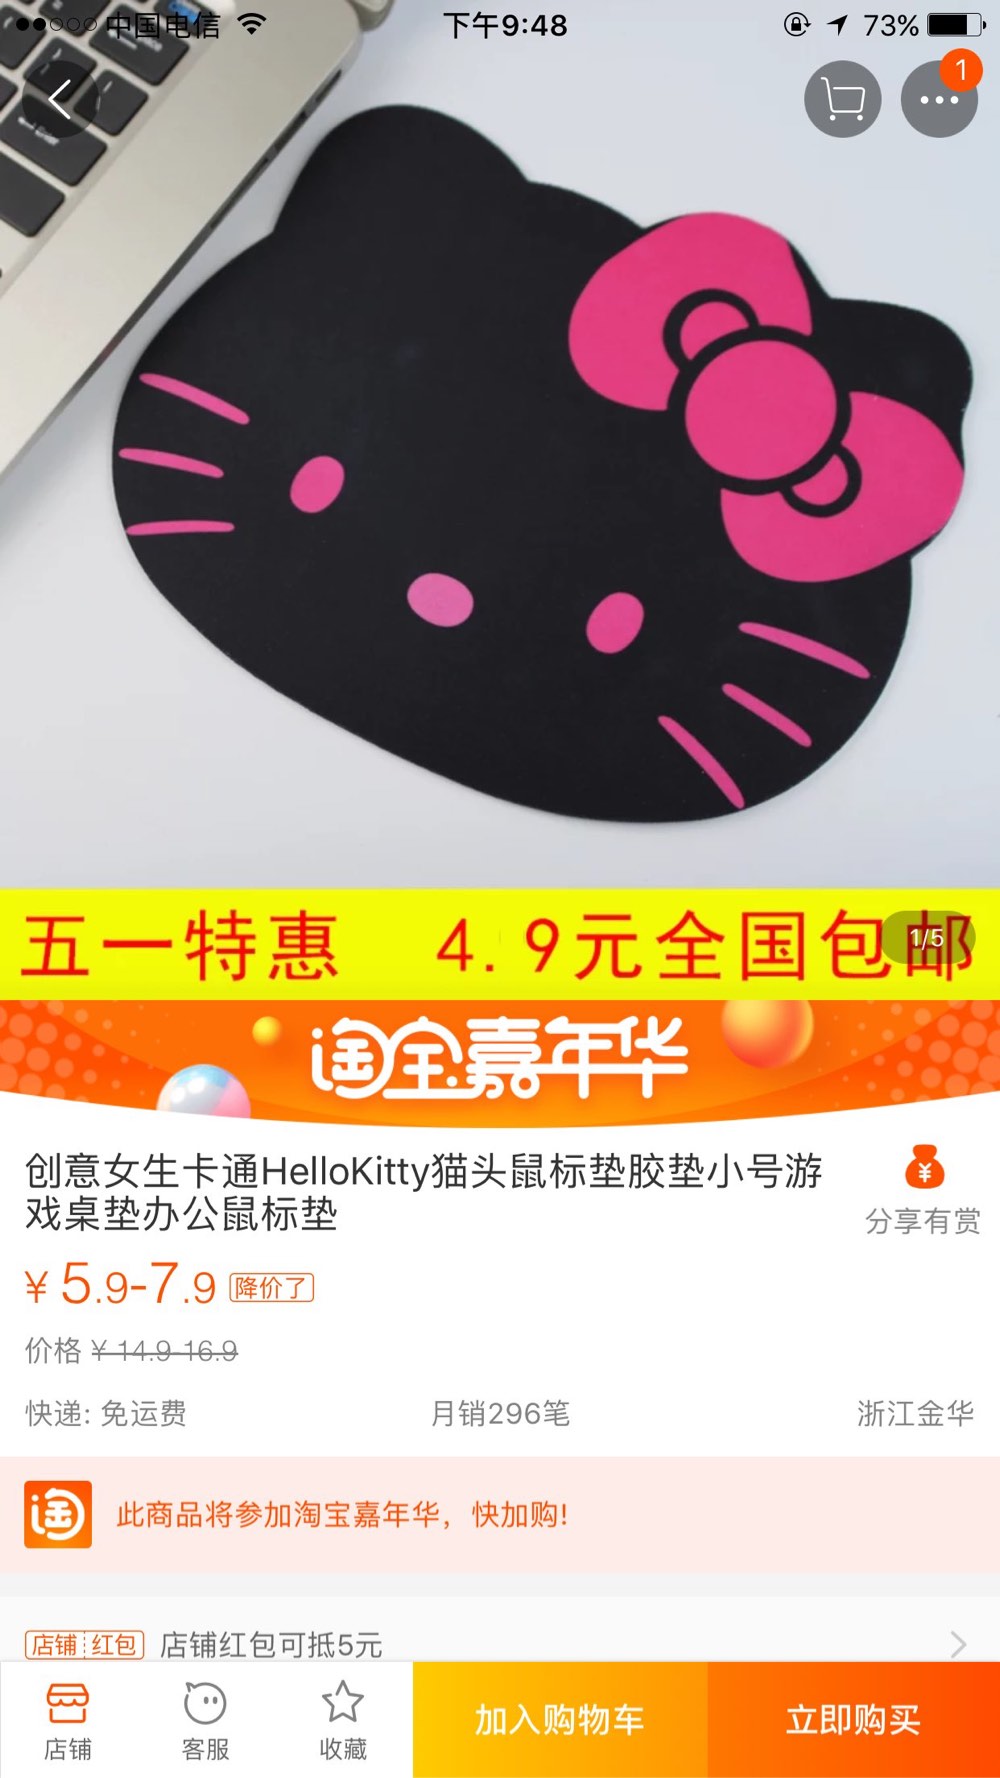 中国电信
下午9:48
73%
1
五一特惠 4.9元全国包邮
1/5
淘宝嘉年华
创意女生卡通HelloKitty猫头鼠标垫胶垫小号游
戏桌垫办公鼠标垫
分享有赏
¥ 5.9-7.9 降价了
价格 ¥ 14.9-16.9
快递: 免运费
月销296笔
浙江金华
淘 此商品将参加淘宝嘉年华，快加购!
店铺 红包 店铺红包可抵5元
店铺
客服
收藏
加入购物车
立即购买